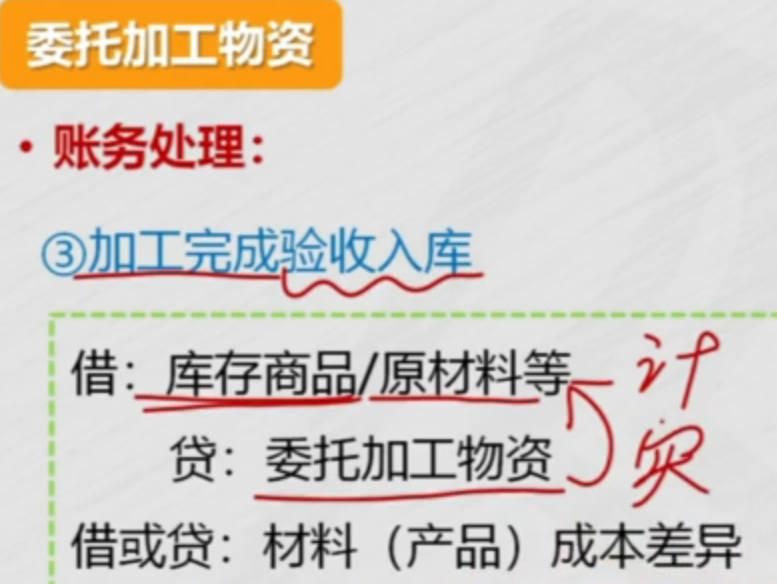 委托加工物资
• 账务处理：
③加工完成验收入库
借：库存商品/原材料等 计
贷：委托加工物资 实
借或贷：材料（产品）成本差异